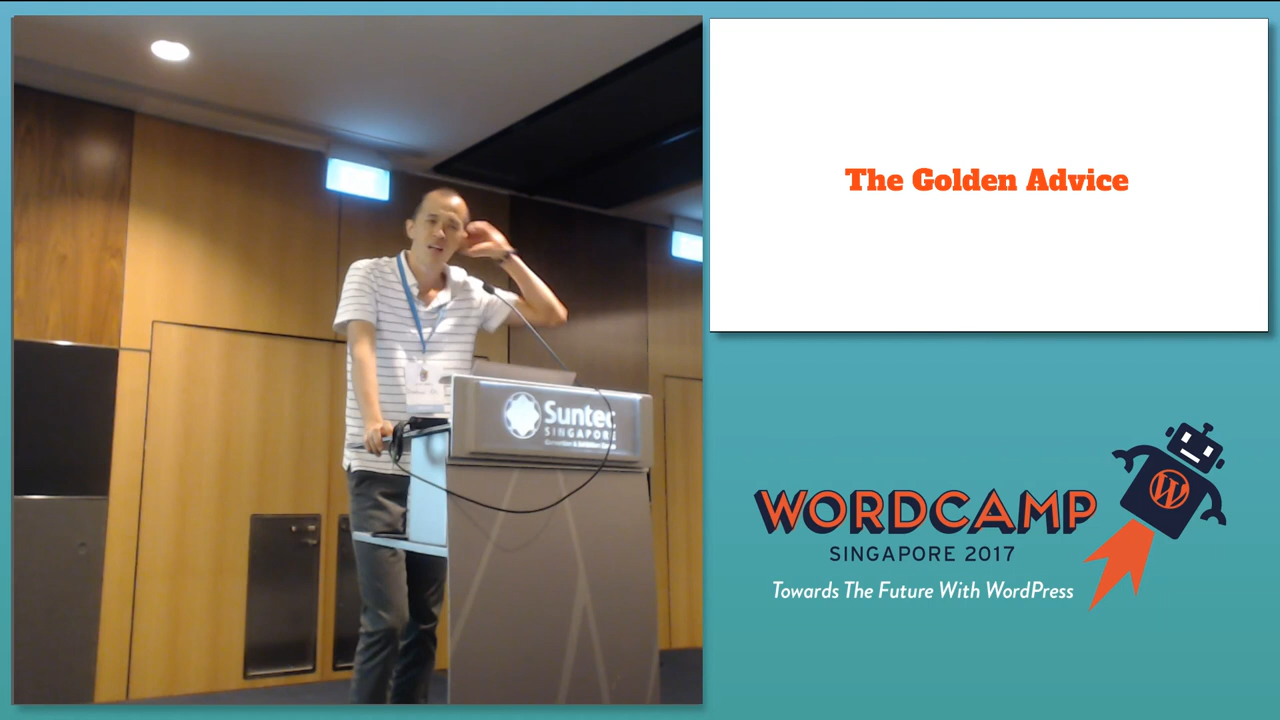 The Golden Advice
Suntec
SINGAPORE
WORDCAMP
SINGAPORE 2017
Towards The Future With WordPress